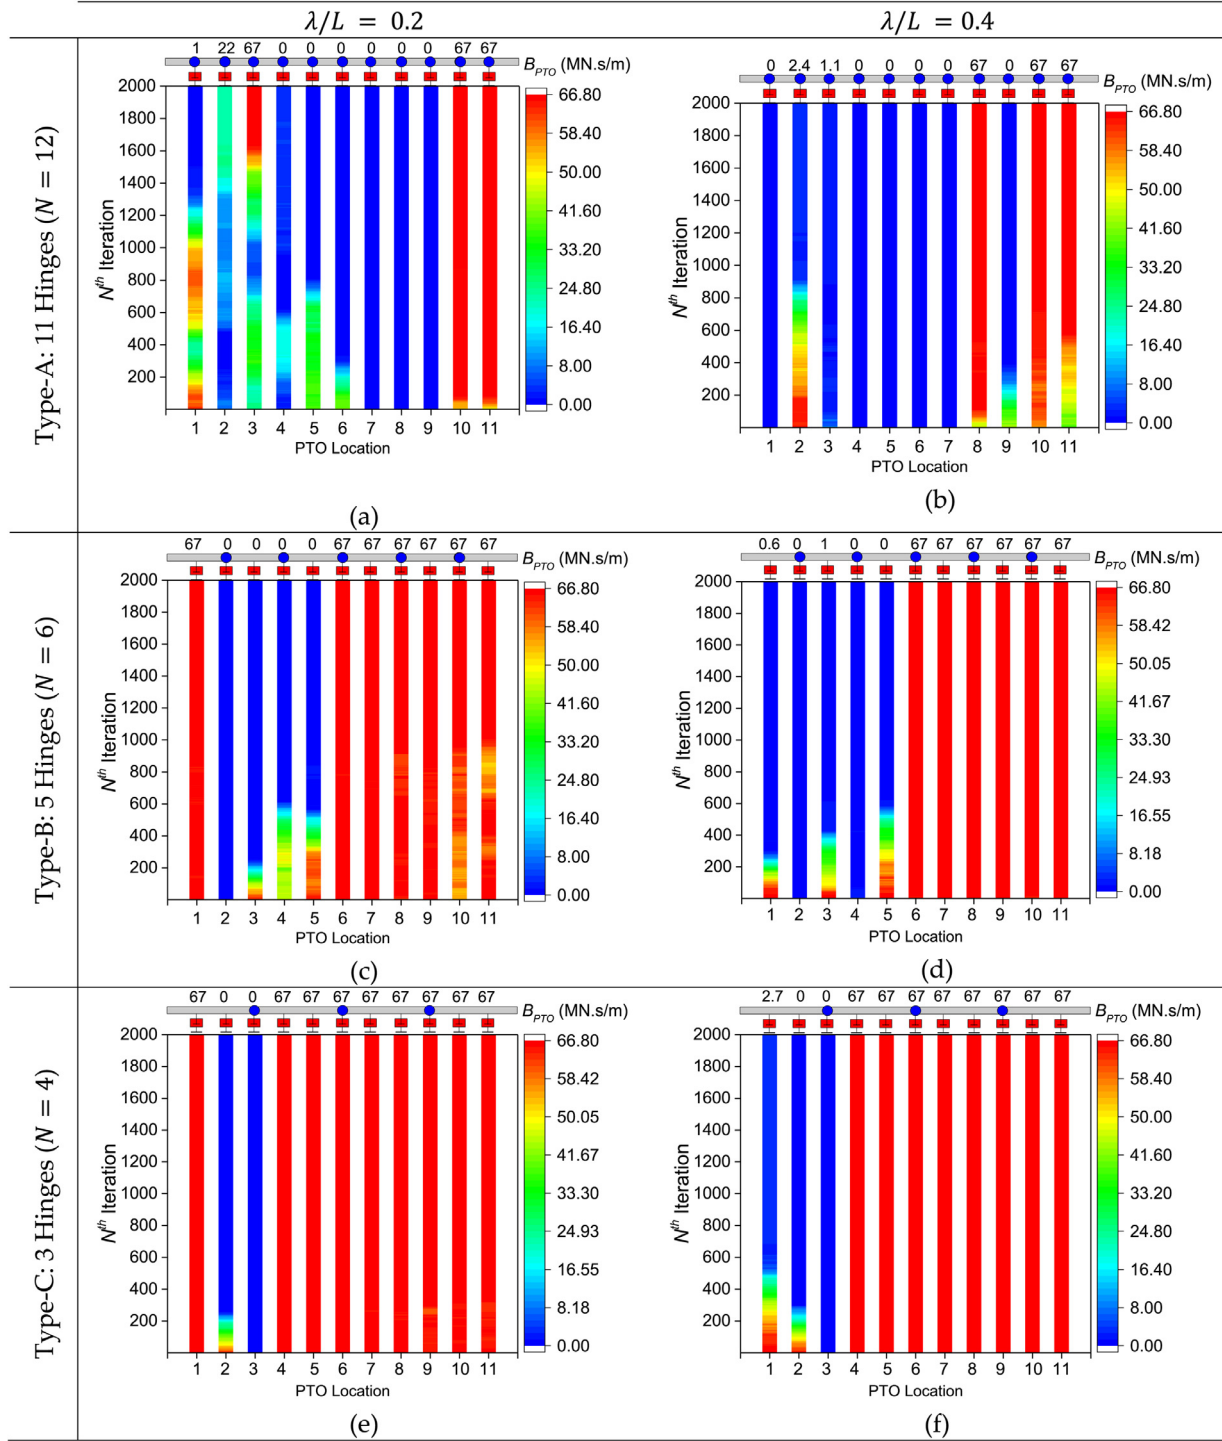 λ/L = 0.2
λ/L = 0.4
Type-A: 11 Hinges (N = 12)
1 22 67 0 0 0 0 0 0 67 67
B_PTO (MN.s/m)
2000
1800
1600
1400
1200
1000
800
600
400
200
N^th Iteration
66.80
58.40
50.00
41.60
33.20
24.80
16.40
8.00
0.00
1 2 3 4 5 6 7 8 9 10 11
PTO Location
(a)
0 2.4 1.1 0 0 0 0 67 0 67 67
B_PTO (MN.s/m)
2000
1800
1600
1400
1200
1000
800
600
400
200
N^th Iteration
66.80
58.40
50.00
41.60
33.20
24.80
16.40
8.00
0.00
1 2 3 4 5 6 7 8 9 10 11
PTO Location
(b)
Type-B: 5 Hinges (N = 6)
67 0 0 0 0 67 67 67 67 67 67
B_PTO (MN.s/m)
2000
1800
1600
1400
1200
1000
800
600
400
200
N^th Iteration
66.80
58.40
50.00
41.60
33.20
24.80
16.40
8.00
0.00
1 2 3 4 5 6 7 8 9 10 11
PTO Location
(c)
0.6 0 1 0 0 67 67 67 67 67 67
B_PTO (MN.s/m)
2000
1800
1600
1400
1200
1000
800
600
400
200
N^th Iteration
66.80
58.42
50.05
41.67
33.30
24.93
16.55
8.18
0.00
1 2 3 4 5 6 7 8 9 10 11
PTO Location
(d)
Type-C: 3 Hinges (N = 4)
67 0 0 67 67 67 67 67 67 67 67
B_PTO (MN.s/m)
2000
1800
1600
1400
1200
1000
800
600
400
200
N^th Iteration
66.80
58.42
50.05
41.67
33.30
24.93
16.55
8.18
0.00
1 2 3 4 5 6 7 8 9 10 11
PTO Location
(e)
2.7 0 0 67 67 67 67 67 67 67 67
B_PTO (MN.s/m)
2000
1800
1600
1400
1200
1000
800
600
400
200
N^th Iteration
66.80
58.40
50.00
41.60
33.20
24.80
16.40
8.00
0.00
1 2 3 4 5 6 7 8 9 10 11
PTO Location
(f)